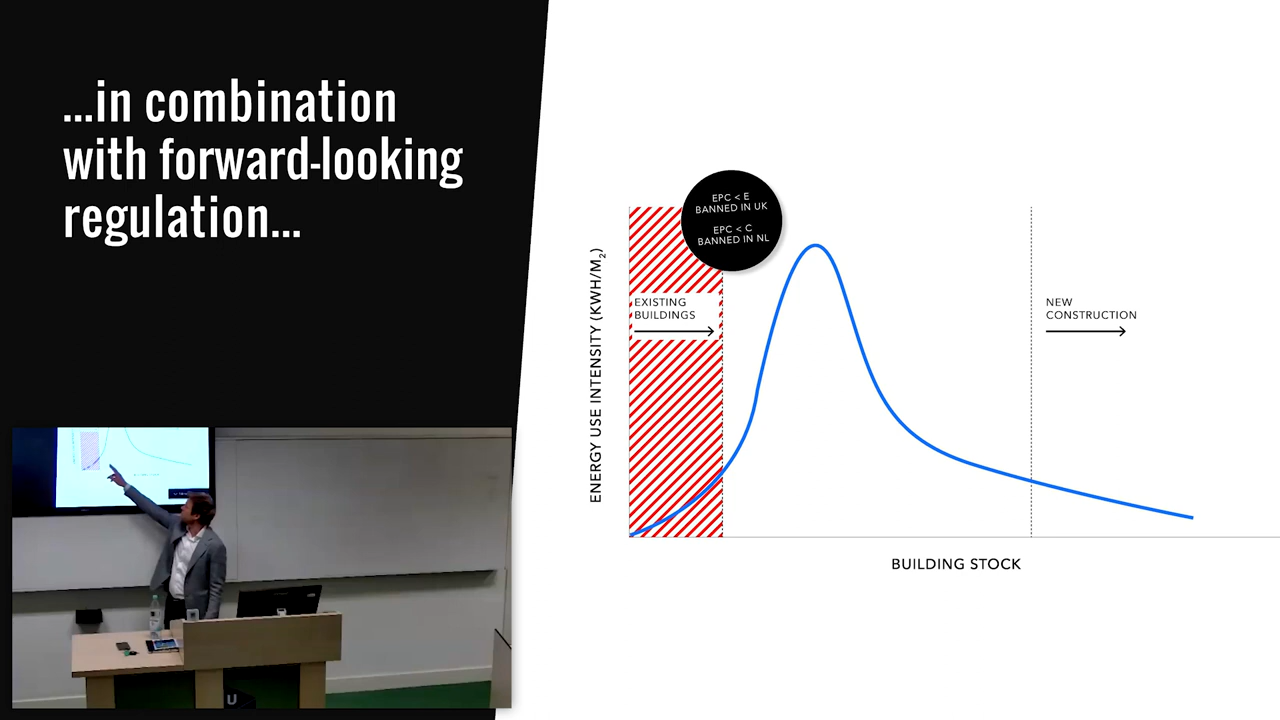 ...in combination
with forward-looking
regulation...
EPC < E
BANNED IN UK
EPC < C
BANNED IN NL
EXISTING
BUILDINGS
NEW
CONSTRUCTION
ENERGY USE INTENSITY (KWH/M2)
BUILDING STOCK
U